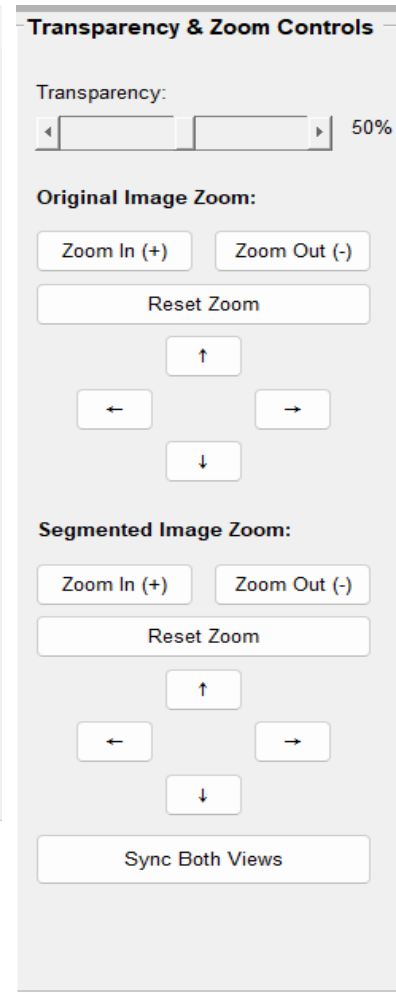 Transparency & Zoom Controls
Transparency:
50%
Original Image Zoom:
Zoom In (+) Zoom Out (-)
Reset Zoom
↑
← →
↓
Segmented Image Zoom:
Zoom In (+) Zoom Out (-)
Reset Zoom
↑
← →
↓
Sync Both Views